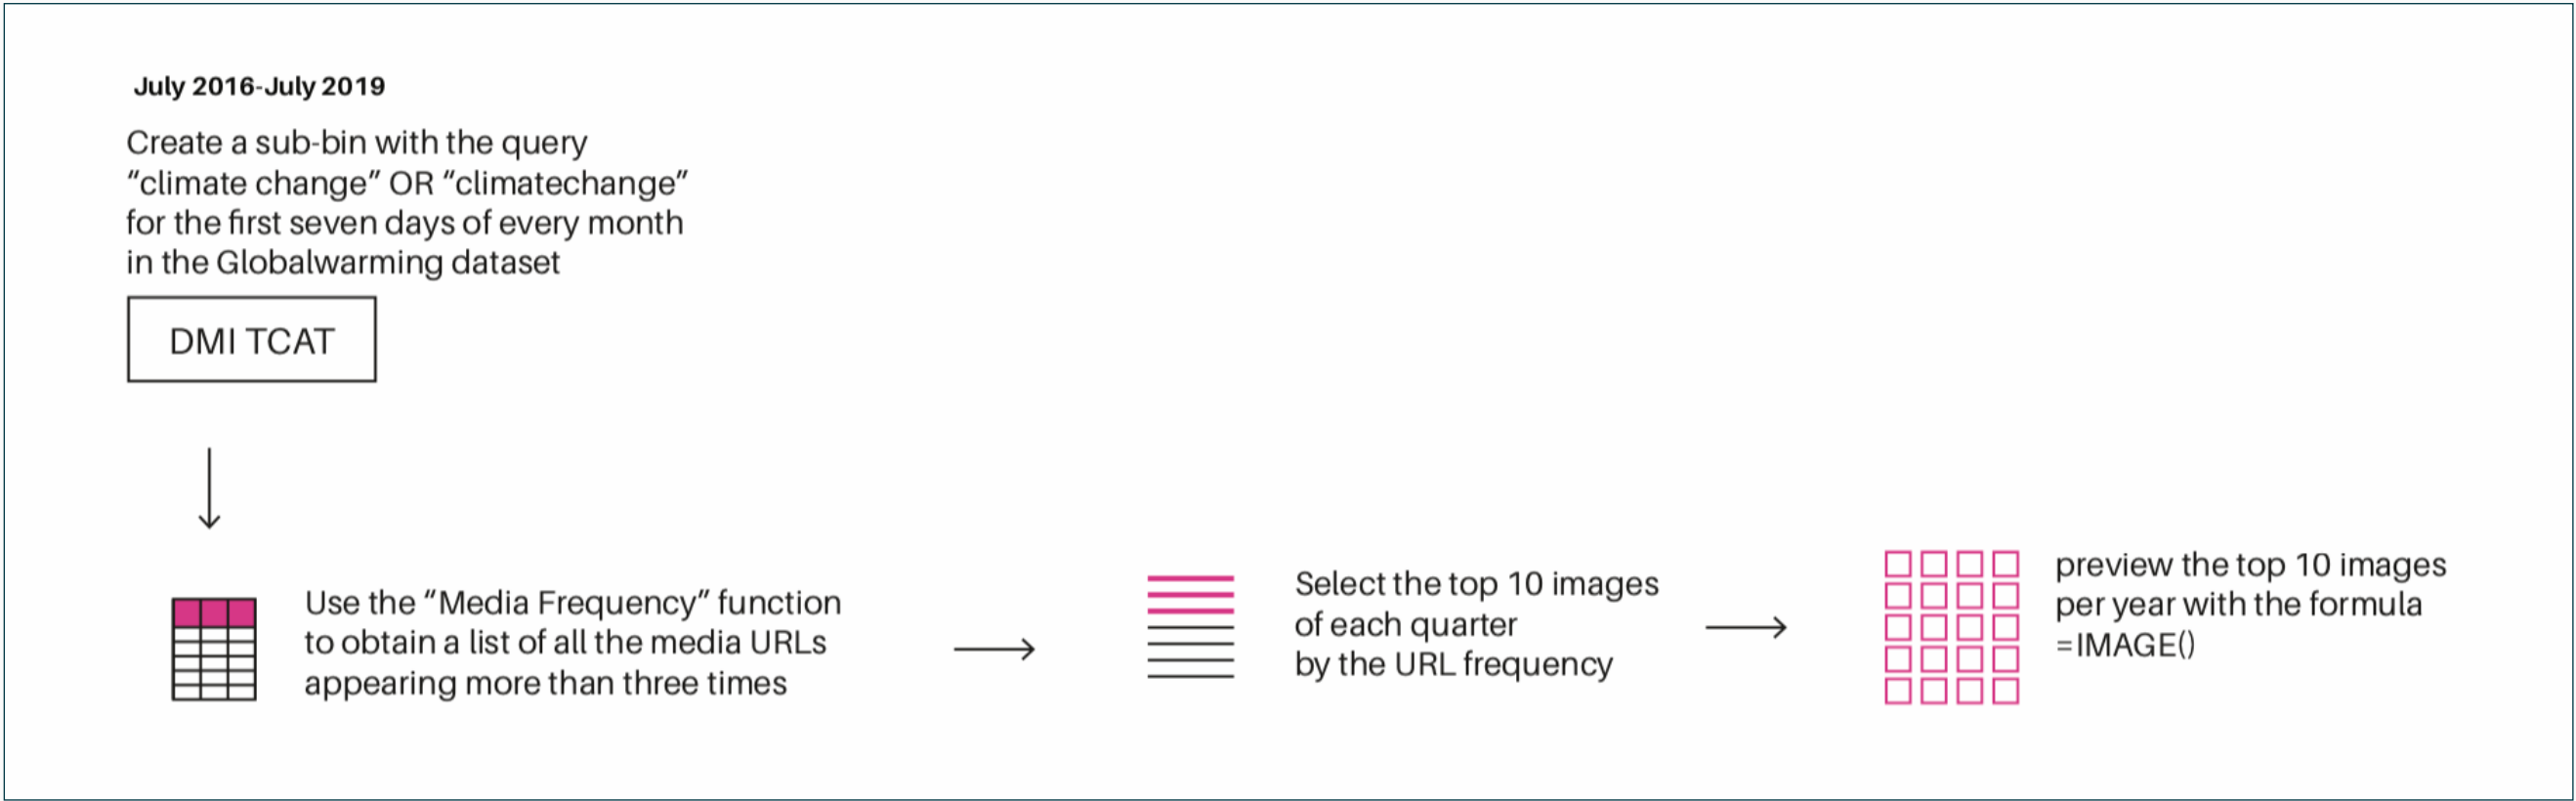 July 2016-July 2019
Create a sub-bin with the query
“climate change” OR “climatechange”
for the first seven days of every month
in the Globalwarming dataset
DMI TCAT
Use the “Media Frequency” function
to obtain a list of all the media URLs
appearing more than three times
Select the top 10 images
of each quarter
by the URL frequency
preview the top 10 images
per year with the formula
=IMAGE()